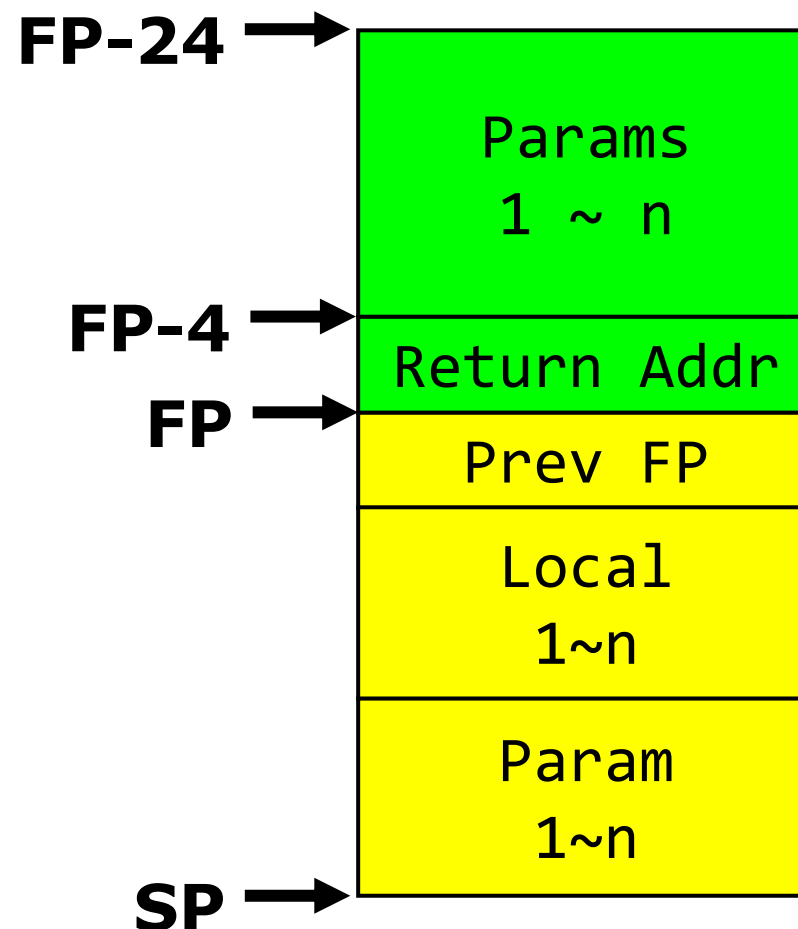 FP-24
Params
1 ~ n
FP-4
Return Addr
FP
Prev FP
Local
1~n
Param
1~n
SP